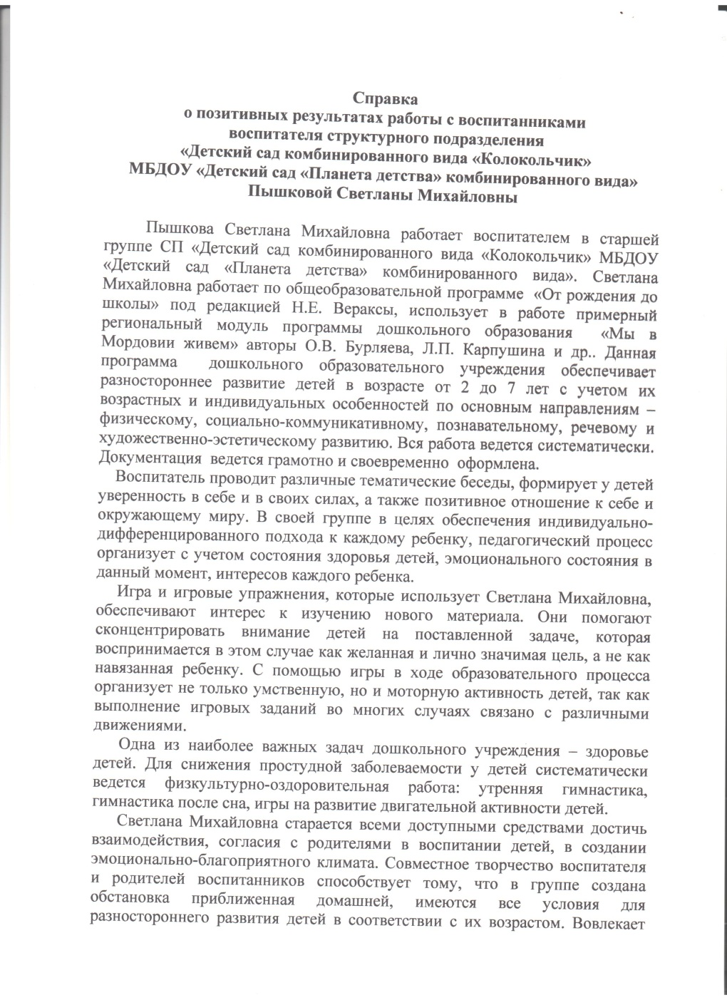 Справка
о позитивных результатах работы с воспитанниками
воспитателя структурного подразделения
«Детский сад комбинированного вида «Колокольчик»
МБДОУ «Детский сад «Планета детства» комбинированного вида»
Пышковой Светланы Михайловны
Пышкова Светлана Михайловна работает воспитателем в старшей
группе СП «Детский сад комбинированного вида «Колокольчик» МБДОУ
«Детский сад «Планета детства» комбинированного вида». Светлана
Михайловна работает по общеобразовательной программе «От рождения до
школы» под редакцией Н.Е. Вераксы, использует в работе примерный
региональный модуль программы дошкольного образования «Мы в
Мордовии живем» авторы О.В. Бурляева, Л.П. Карпушина и др.. Данная
программа дошкольного образовательного учреждения обеспечивает
разностороннее развитие детей в возрасте от 2 до 7 лет с учетом их
возрастных и индивидуальных особенностей по основным направлениям –
физическому, социально-коммуникативному, познавательному, речевому и
художественно-эстетическому развитию. Вся работа ведется систематически.
Документация ведется грамотно и своевременно оформлена.
Воспитатель проводит различные тематические беседы, формирует у детей
уверенность в себе и в своих силах, а также позитивное отношение к себе и
окружающему миру. В своей группе в целях обеспечения индивидуально-
дифференцированного подхода к каждому ребенку, педагогический процесс
организует с учетом состояния здоровья детей, эмоционального состояния в
данный момент, интересов каждого ребенка.
Игра и игровые упражнения, которые использует Светлана Михайловна,
обеспечивают интерес к изучению нового материала. Они помогают
сконцентрировать внимание детей на поставленной задаче, которая
воспринимается в этом случае как желанная и лично значимая цель, а не как
навязанная ребенку. С помощью игры в ходе образовательного процесса
организует не только умственную, но и моторную активность детей, так как
выполнение игровых заданий во многих случаях связано с различными
движениями.
Одна из наиболее важных задач дошкольного учреждения – здоровье
детей. Для снижения простудной заболеваемости у детей систематически
ведется физкультурно-оздоровительная работа: утренняя гимнастика,
гимнастика после сна, игры на развитие двигательной активности детей.
Светлана Михайловна старается всеми доступными средствами достичь
взаимодействия, согласия с родителями в воспитании детей, в создании
эмоционально-благоприятного климата. Совместное творчество воспитателя
и родителей воспитанников способствует тому, что в группе создана
обстановка приближенная домашней, имеются все условия для
разностороннего развития детей в соответствии с их возрастом. Вовлекает